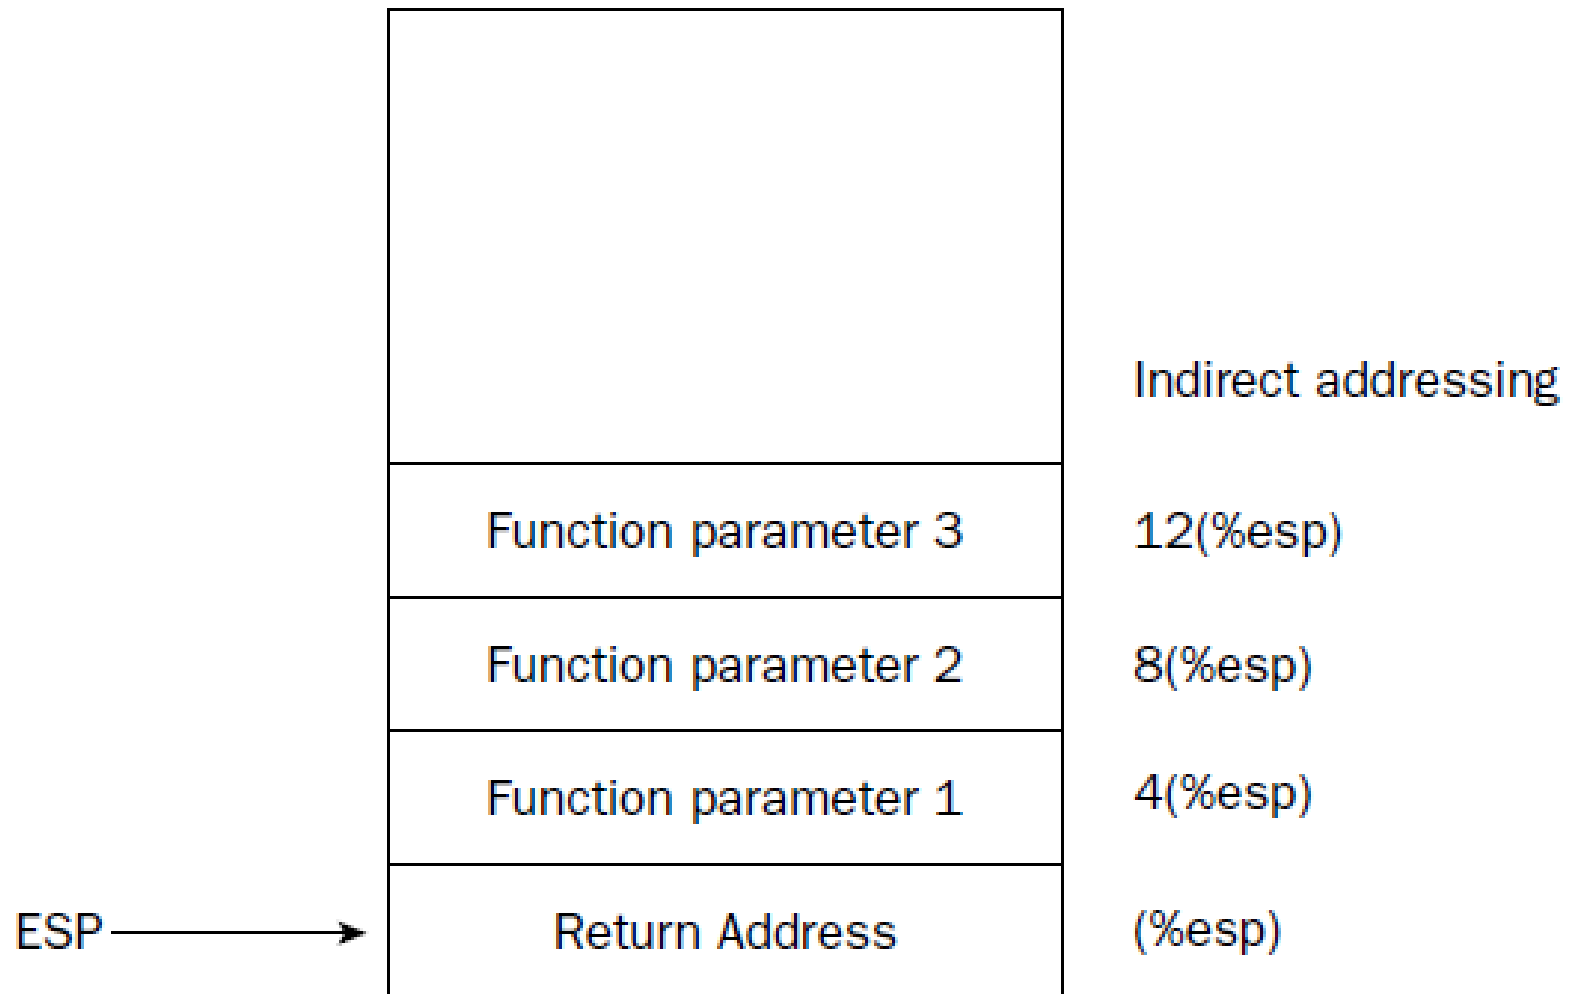 Indirect addressing
Function parameter 3 12(%esp)
Function parameter 2 8(%esp)
Function parameter 1 4(%esp)
ESP Return Address (%esp)